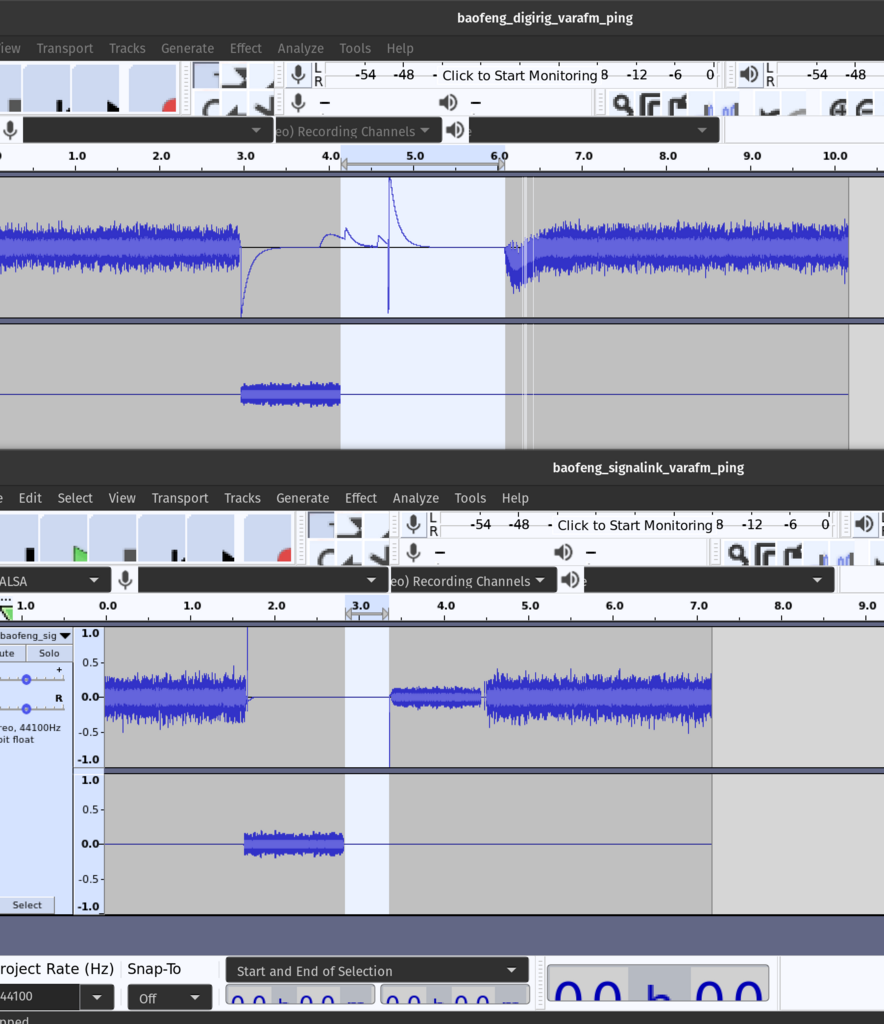 baofeng_digirig_varafm_ping
iew Transport Tracks Generate Effect Analyze Tools Help
L
R
-54 -48 - Click to Start Monitoring 8 -12 -6 0
L
R
-54 -48
eo) Recording Channels
1.0 2.0 3.0 4.0 5.0 6.0 7.0 8.0 9.0 10.0
baofeng_signalink_varafm_ping
e Edit Select View Transport Tracks Generate Effect Analyze Tools Help
L
R
-54 -48 - Click to Start Monitoring 8 -12 -6 0
L
R
ALSA
eo) Recording Channels
e
1.0 0.0 1.0 2.0 3.0 4.0 5.0 6.0 7.0 8.0 9.0
baofeng_sig
ute Solo
+
R
reo, 44100Hz
bit float
Select
1.0
0.5
0.0
-0.5
-1.0
1.0
0.5
0.0
-0.5
-1.0
roject Rate (Hz) Snap-To
44100
Off
Start and End of Selection
00 h 00 m 00 h 00 m
00 h 00
pped